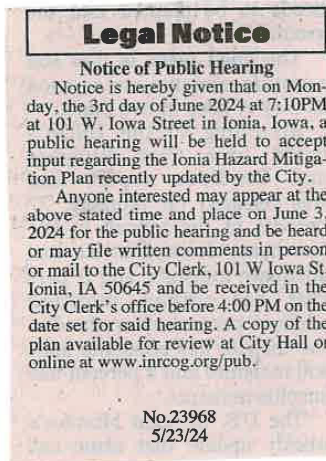 Legal Notice
Notice of Public Hearing
Notice is hereby given that on Mon-
day, the 3rd day of June 2024 at 7:10PM
at 101 W. Iowa Street in Ionia, Iowa, a
public hearing will be held to accept
input regarding the Ionia Hazard Mitiga-
tion Plan recently updated by the City.
Anyone interested may appear at the
above stated time and place on June 3,
2024 for the public hearing and be heard
or may file written comments in person
or mail to the City Clerk, 101 W Iowa St
Ionia, IA 50645 and be received in the
City Clerk's office before 4:00 PM on the
date set for said hearing. A copy of the
plan available for review at City Hall or
online at www.inrcog.org/pub.
No.23968
5/23/24